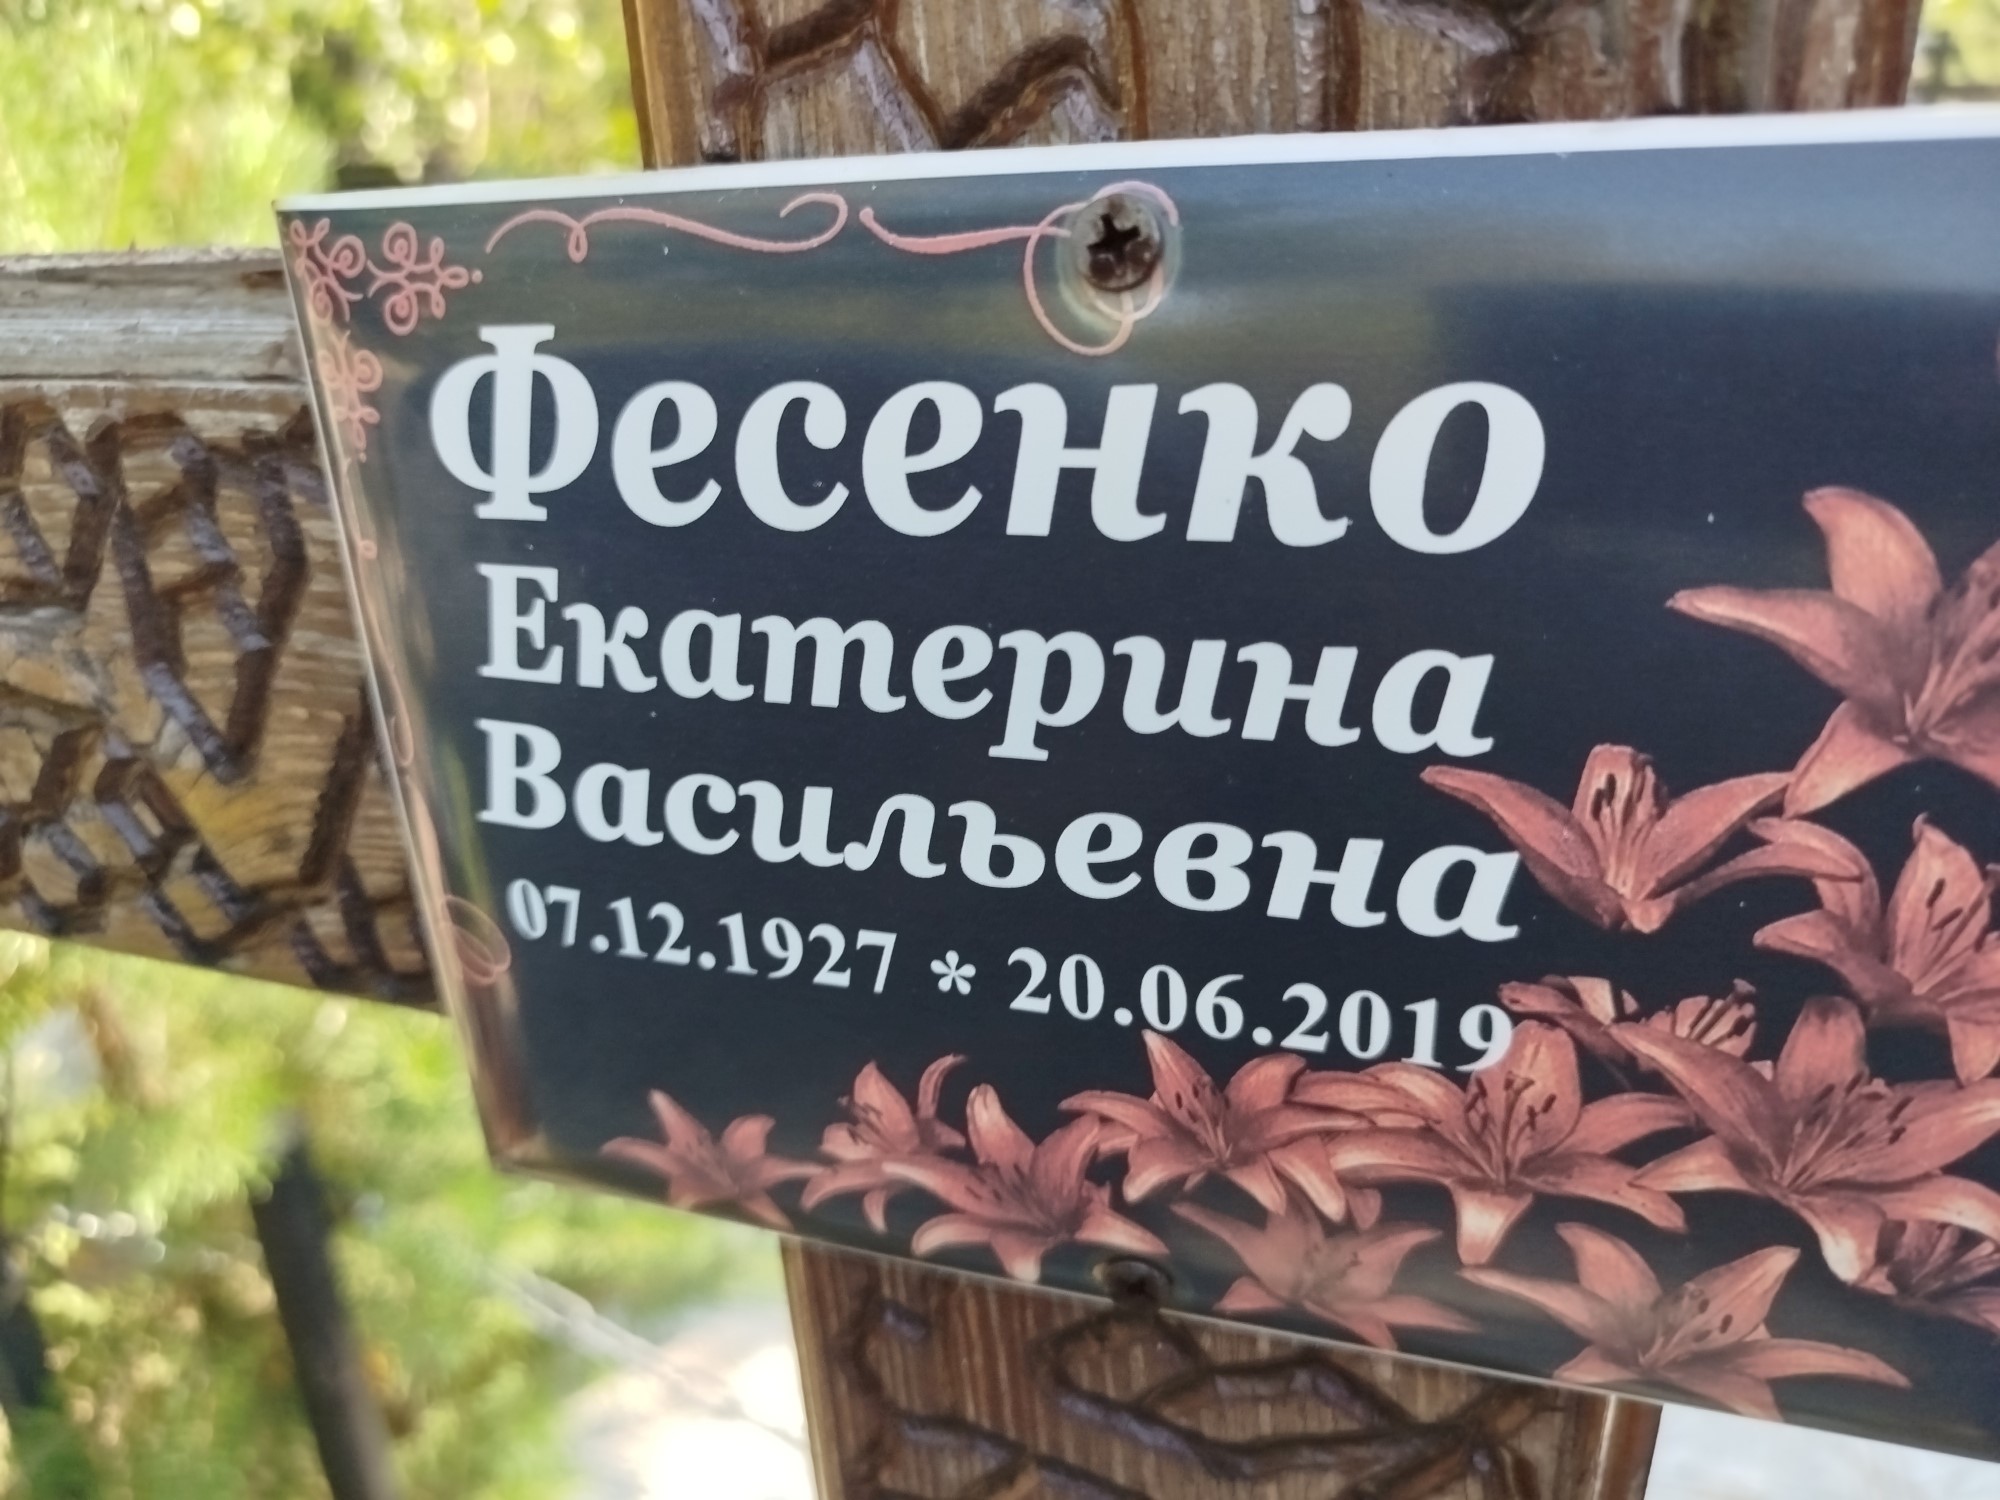 Фесенко
Екатерина
Васильевна
07.12.1927 * 20.06.2019